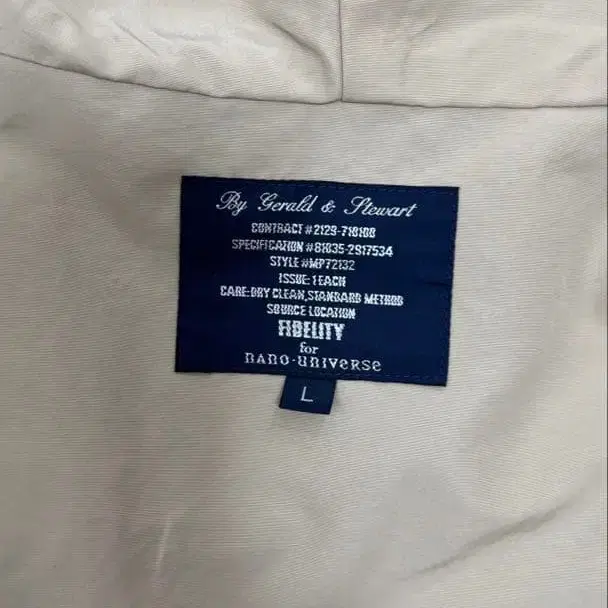 By Gerald & Stewart
CONTRACT #2129-710100
SPECIFICATION #81035-2917534
STYLE #MP72132
ISSUE: 1 EACH
CARE: DRY CLEAN, STANDARD METHOD
SOURCE LOCATION
FIDELITY
for
nano·universe
L